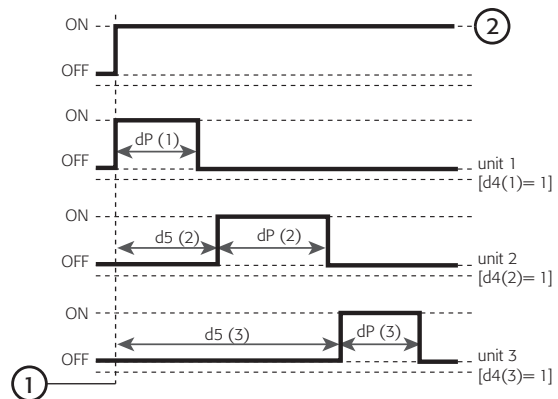 ON
2
OFF
ON
dP (1)
OFF
unit 1
[d4(1)= 1]
ON
d5 (2)
dP (2)
OFF
unit 2
[d4(2)= 1]
ON
d5 (3)
dP (3)
OFF
unit 3
[d4(3)= 1]
1